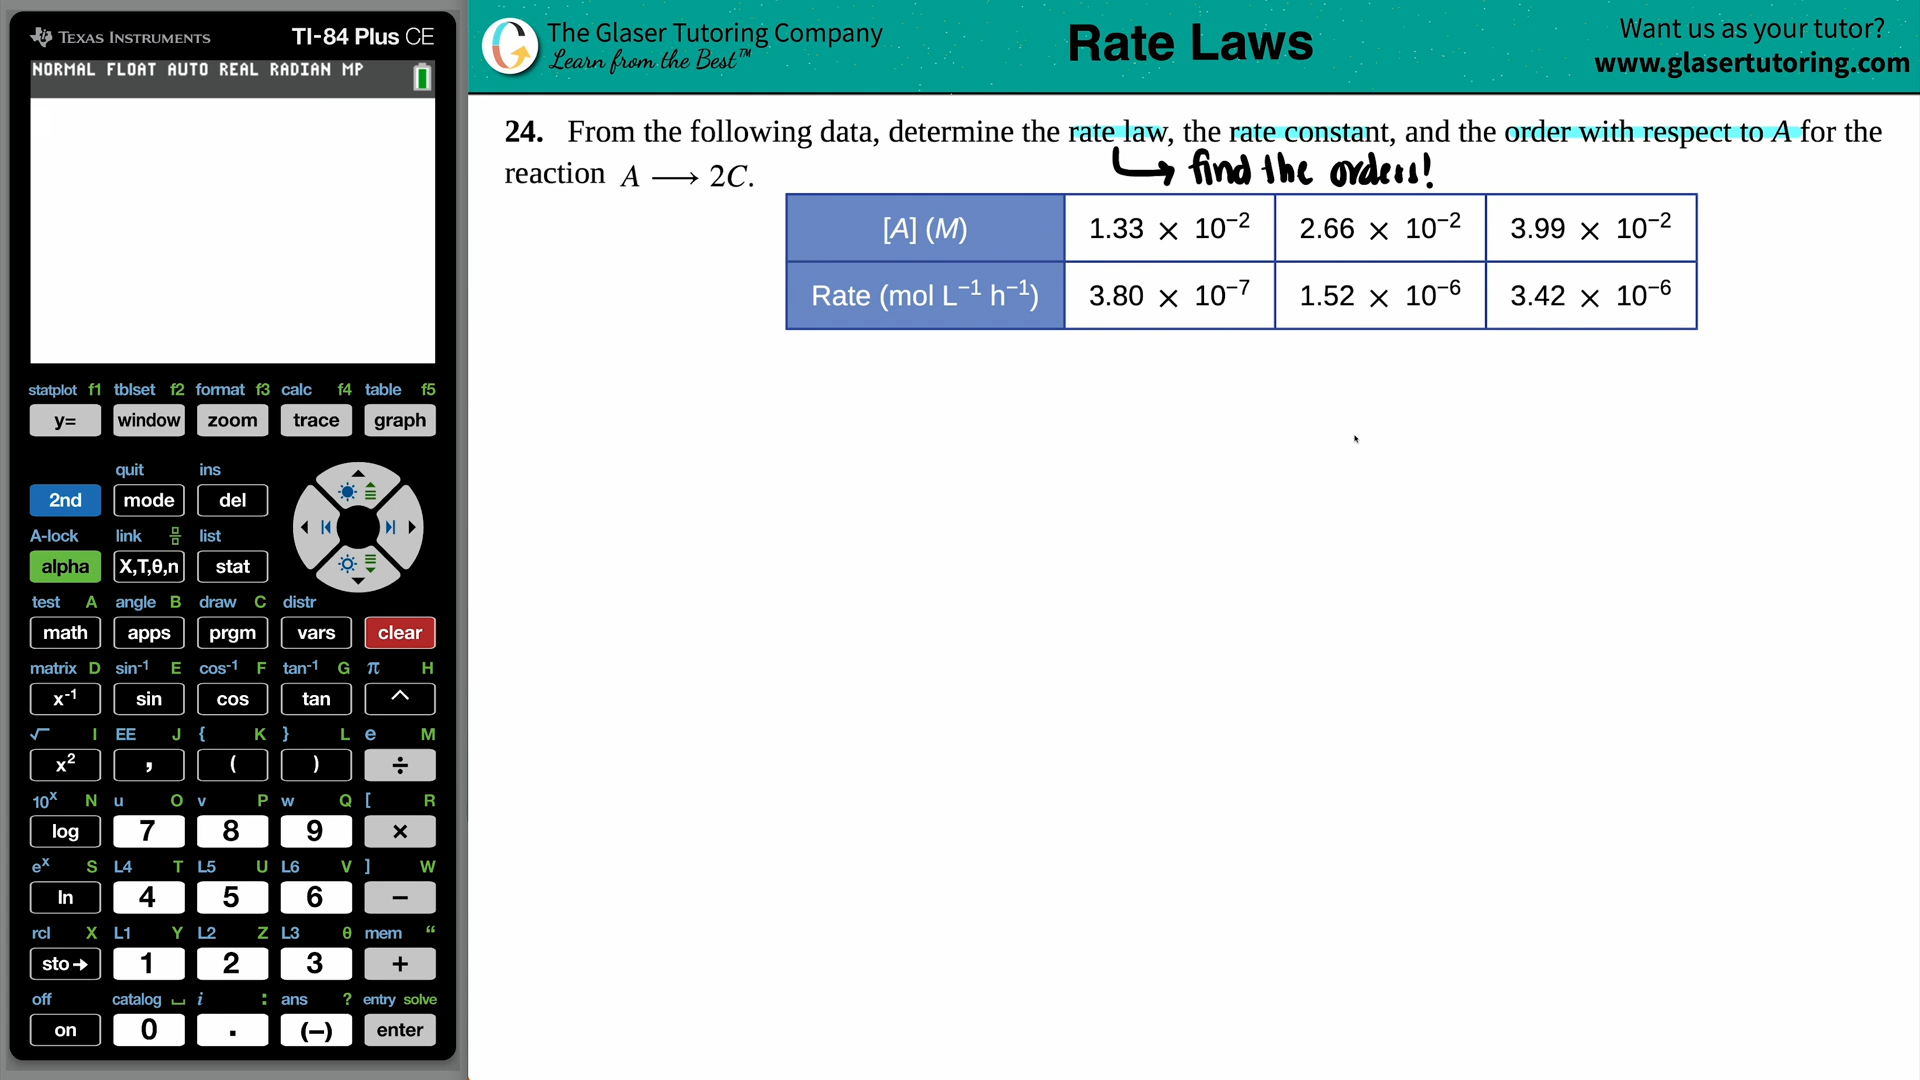 TEXAS INSTRUMENTS TI-84 Plus CE
NORMAL FLOAT AUTO REAL RADIAN MP
statplot f1 tblset f2 format f3 calc f4 table f5
y= window zoom trace graph
quit ins
2nd mode del
A-lock link list
alpha X,T,θ,n stat
test A angle B draw C distr
math apps prgm vars clear
matrix D sin⁻¹ E cos⁻¹ F tan⁻¹ G π H
x⁻¹ sin cos tan ^
√ I EE J { K } L e M
x² , ( ) ÷
10ˣ N u O v P w Q [ R
log 7 8 9 ×
eˣ S L4 T L5 U L6 V ] W
ln 4 5 6 −
rcl X L1 Y L2 Z L3 θ mem "
sto→ 1 2 3 +
off catalog ⎵ i : ans ? entry solve
on 0 . (−) enter
The Glaser Tutoring Company
Learn from the Best™
Rate Laws
Want us as your tutor?
www.glasertutoring.com
24. From the following data, determine the rate law, the rate constant, and the order with respect to A for the
reaction A ⟶ 2C.
↳ find the orders!
[A] (M) 1.33 × 10⁻² 2.66 × 10⁻² 3.99 × 10⁻²
Rate (mol L⁻¹ h⁻¹) 3.80 × 10⁻⁷ 1.52 × 10⁻⁶ 3.42 × 10⁻⁶